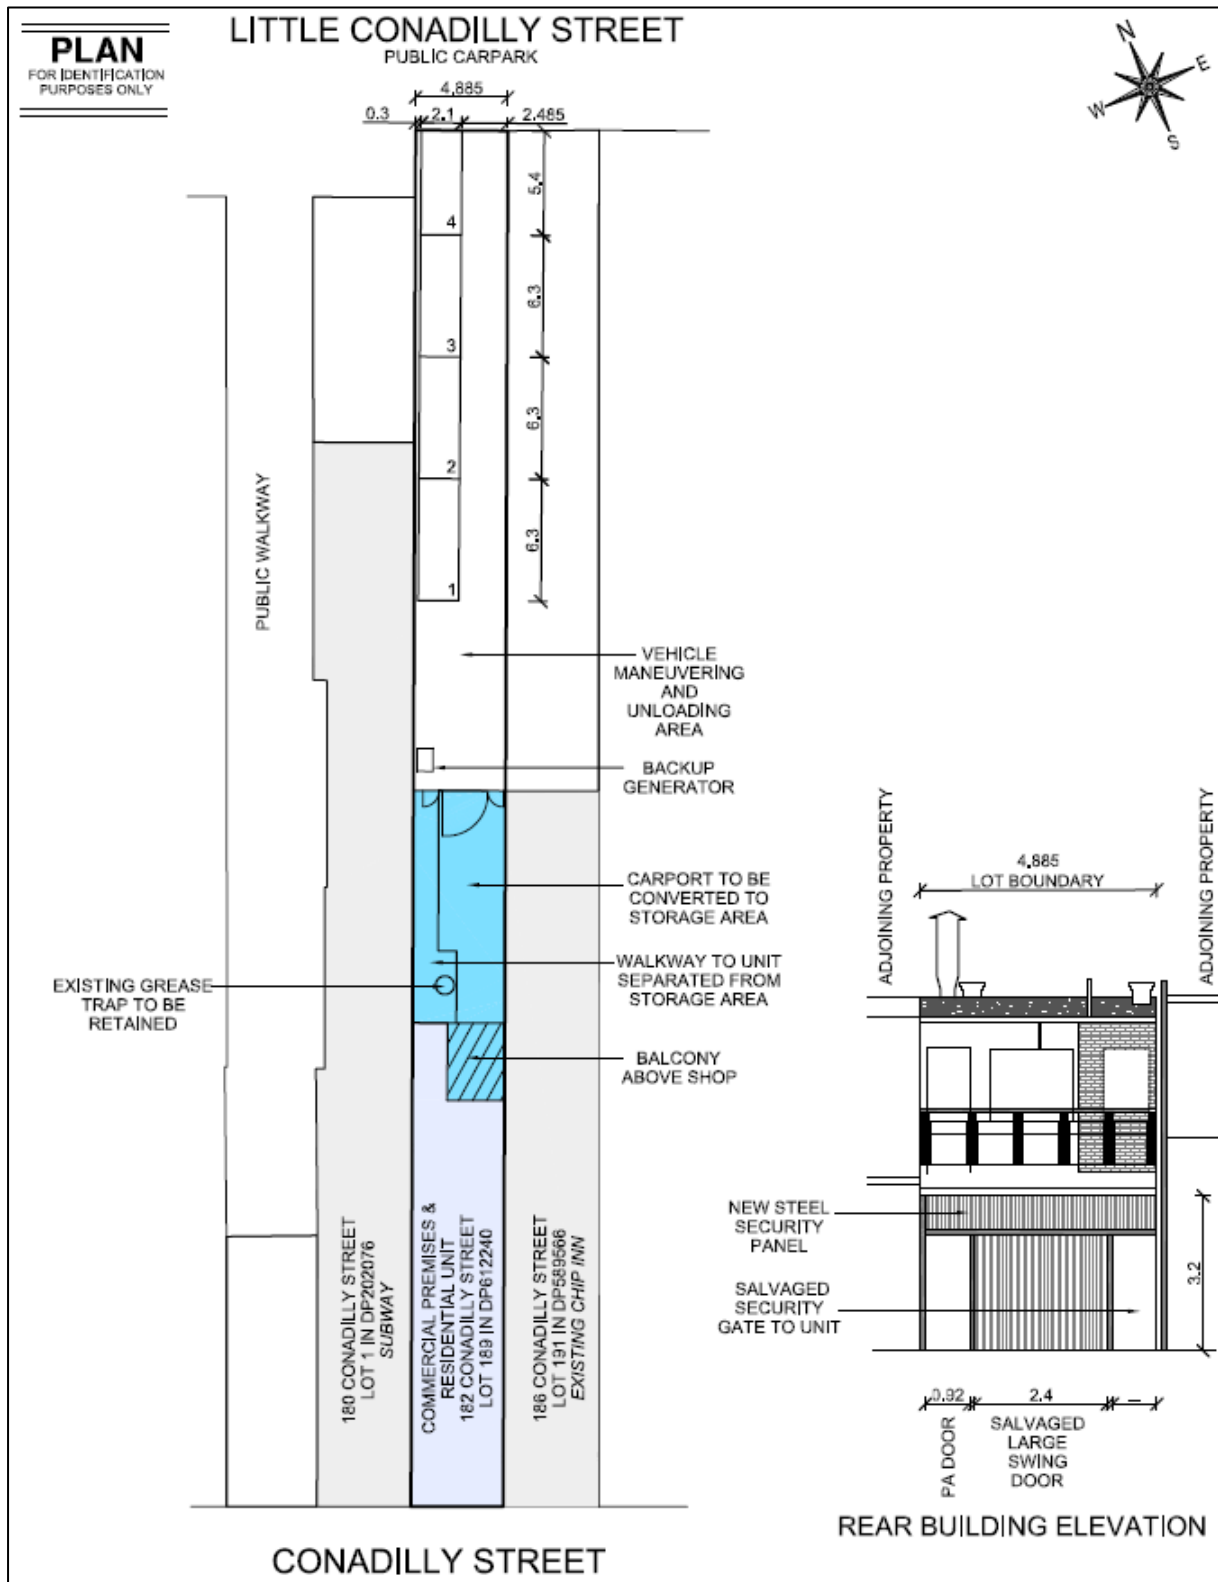 PLAN
FOR IDENTIFICATION
PURPOSES ONLY
LITTLE CONADILLY STREET
PUBLIC CARPARK
N
E
W
S
4.885
0.3
2.1
2.485
5.4
4
6.3
3
6.3
2
6.3
1
PUBLIC WALKWAY
VEHICLE
MANEUVERING
AND
UNLOADING
AREA
BACKUP
GENERATOR
CARPORT TO BE
CONVERTED TO
STORAGE AREA
WALKWAY TO UNIT
SEPARATED FROM
STORAGE AREA
EXISTING GREASE
TRAP TO BE
RETAINED
BALCONY
ABOVE SHOP
180 CONADILLY STREET
LOT 1 IN DP202076
SUBWAY
COMMERCIAL PREMISES &
RESIDENTIAL UNIT
182 CONADILLY STREET
LOT 189 IN DP612240
186 CONADILLY STREET
LOT 191 IN DP589566
EXISTING CHIP INN
CONADILLY STREET
ADJOINING PROPERTY
4.885
LOT BOUNDARY
ADJOINING PROPERTY
NEW STEEL
SECURITY
PANEL
SALVAGED
SECURITY
GATE TO UNIT
3.2
0.92
2.4
PA DOOR
SALVAGED
LARGE
SWING
DOOR
REAR BUILDING ELEVATION